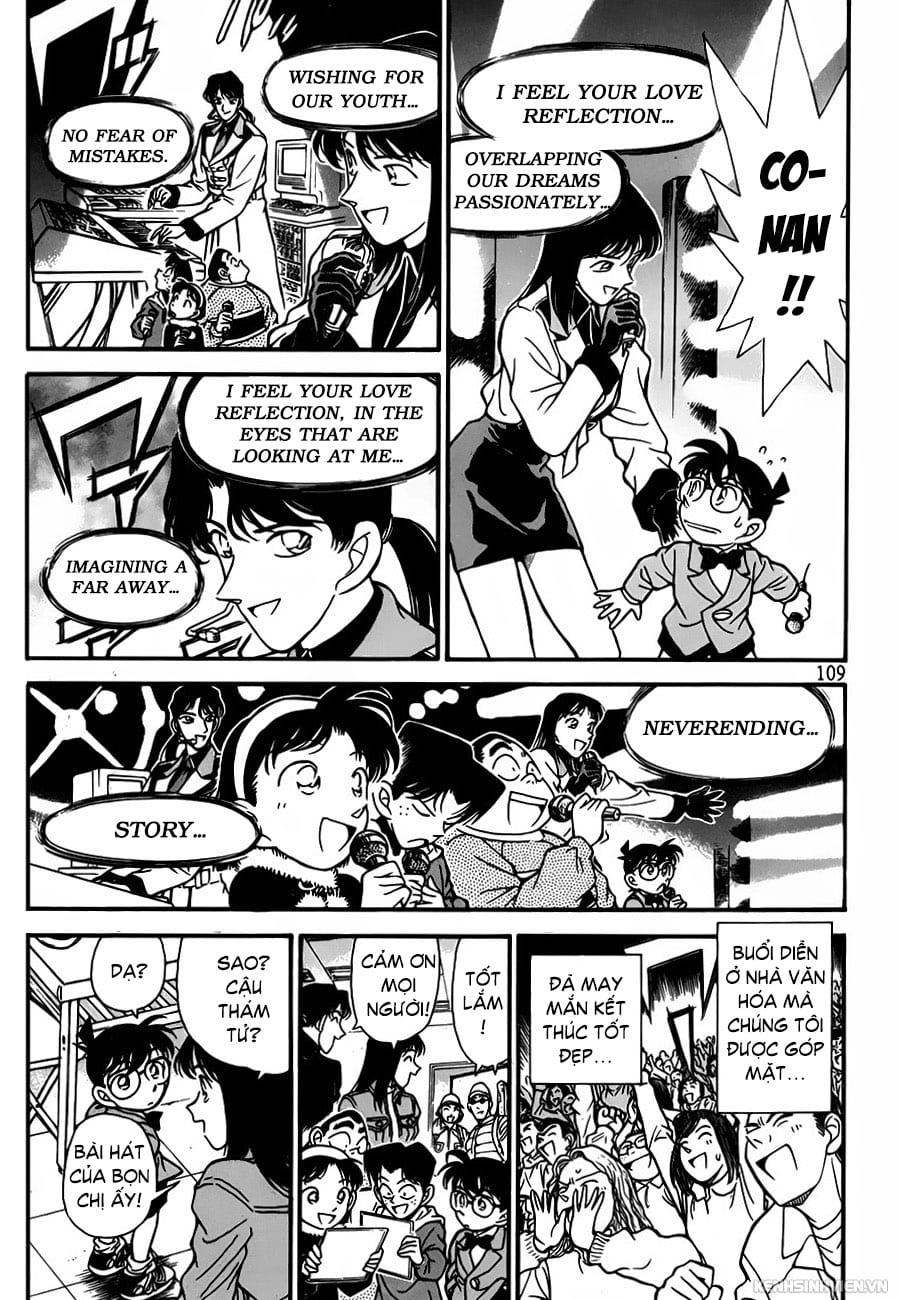 I FEEL YOUR LOVE
REFLECTION...
OVERLAPPING
OUR DREAMS
PASSIONATELY...
CO-
NAN
!!
WISHING FOR
OUR YOUTH...
NO FEAR OF
MISTAKES.
I FEEL YOUR LOVE
REFLECTION, IN THE
EYES THAT ARE
LOOKING AT ME...
IMAGINING A
FAR AWAY...
109
NEVERENDING...
STORY...
BUỔI DIỄN
Ở NHÀ VĂN
HÓA MÀ
CHÚNG TÔI
ĐƯỢC GÓP
MẶT...
ĐÃ MAY
MẮN KẾT
THÚC TỐT
ĐẸP...
TỐT
LẮM
!
CẢM ƠN
MỌI
NGƯỜI!
SAO?
CẬU
THÁM
TỬ?
DẠ?
BÀI HÁT
CỦA BỌN
CHỊ ẤY!
KENHSINHVIEN.VN